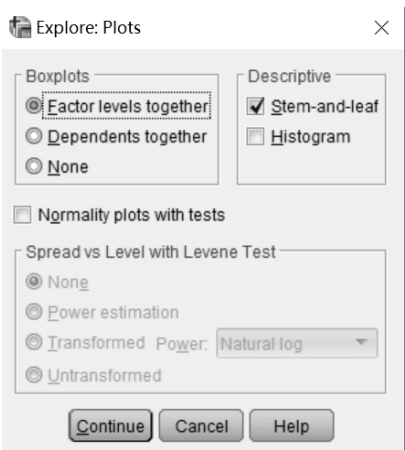 Explore: Plots
Boxplots
Factor levels together
Dependents together
None
Descriptive
Stem-and-leaf
Histogram
Normality plots with tests
Spread vs Level with Levene Test
None
Power estimation
Transformed Power: Natural log
Untransformed
Continue Cancel Help